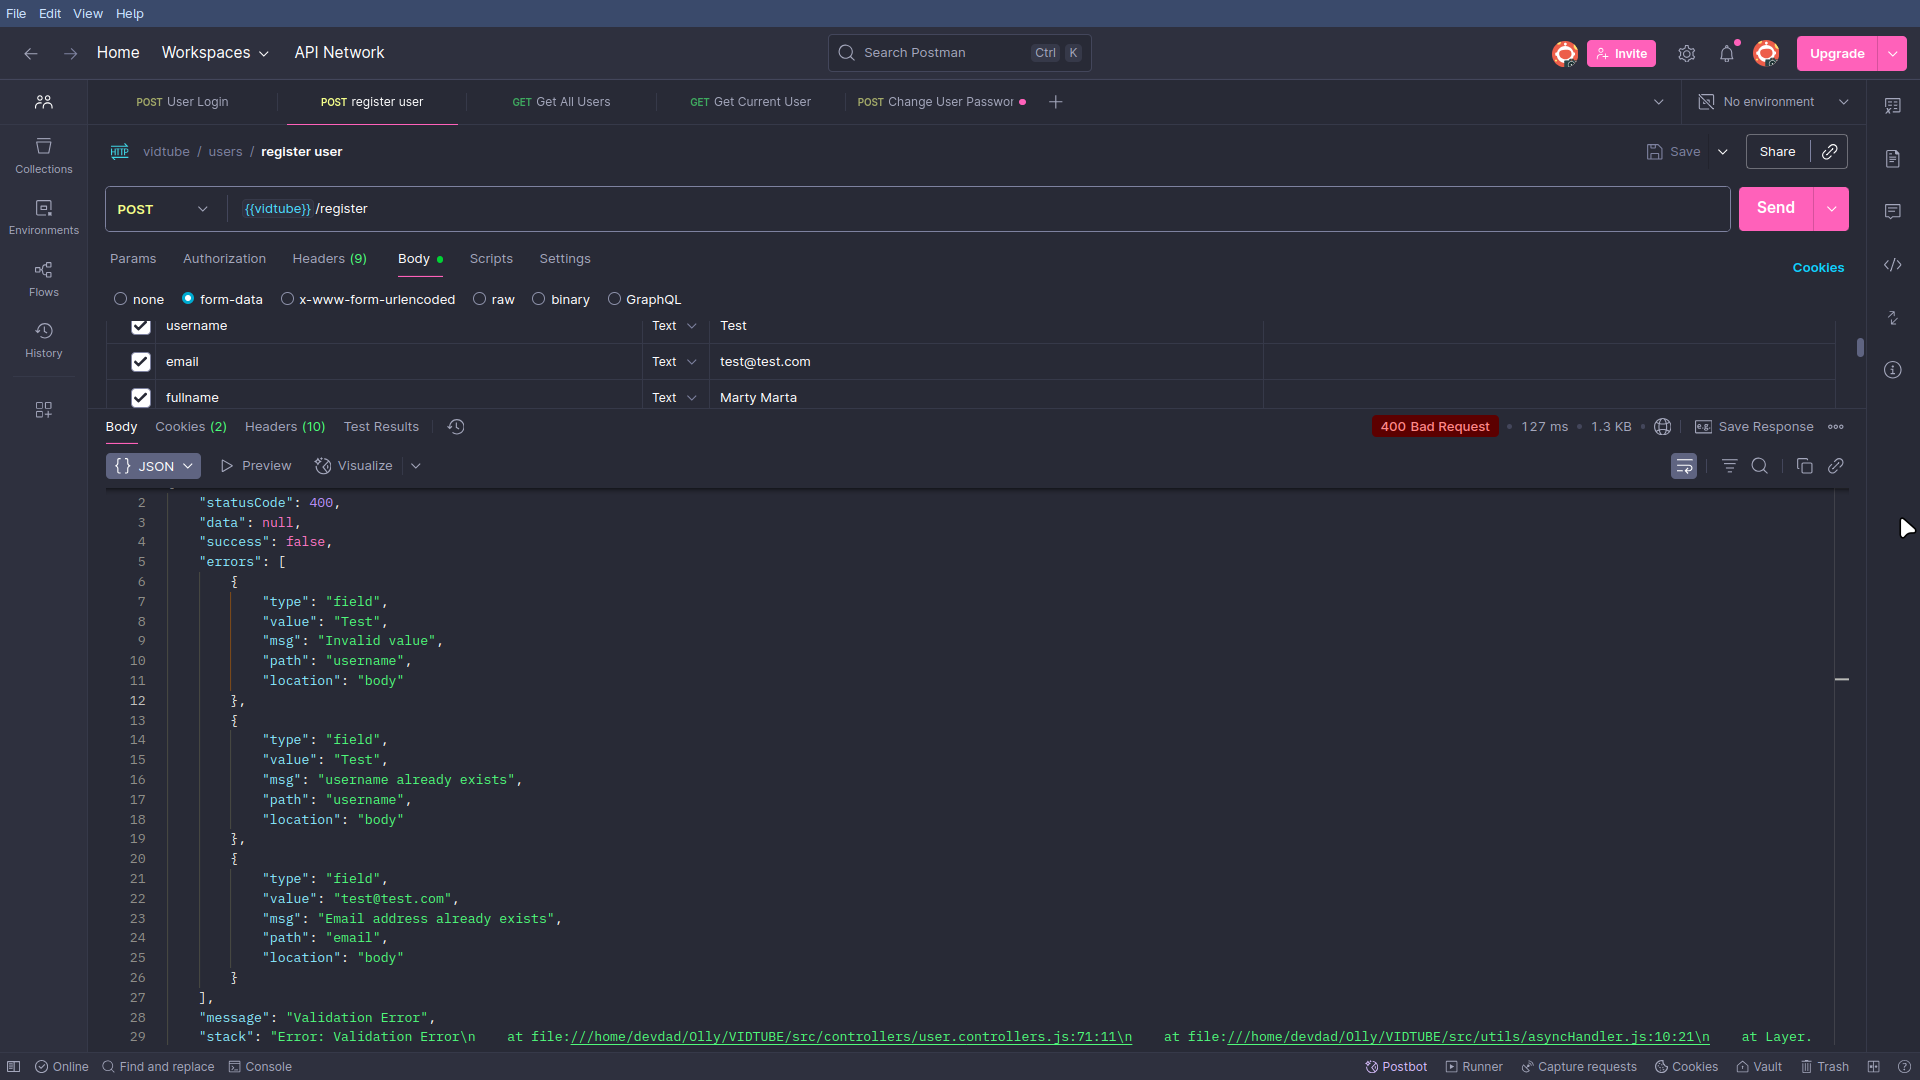 File Edit View Help
Home Workspaces API Network Search Postman Ctrl K Invite Upgrade
POST User Login POST register user GET Get All Users GET Get Current User POST Change User Passwor No environment
HTTP vidtube / users / register user Save Share
POST {{vidtube}}/register Send
Params Authorization Headers (9) Body Scripts Settings Cookies
none form-data x-www-form-urlencoded raw binary GraphQL
username Text Test
email Text test@test.com
fullname Text Marty Marta
Collections
Environments
Flows
History
Body Cookies (2) Headers (10) Test Results 400 Bad Request 127 ms 1.3 KB e.g. Save Response
{} JSON Preview Visualize
2 "statusCode": 400,
3 "data": null,
4 "success": false,
5 "errors": [
6 {
7 "type": "field",
8 "value": "Test",
9 "msg": "Invalid value",
10 "path": "username",
11 "location": "body"
12 },
13 {
14 "type": "field",
15 "value": "Test",
16 "msg": "username already exists",
17 "path": "username",
18 "location": "body"
19 },
20 {
21 "type": "field",
22 "value": "test@test.com",
23 "msg": "Email address already exists",
24 "path": "email",
25 "location": "body"
26 }
27 ],
28 "message": "Validation Error",
29 "stack": "Error: Validation Error\n    at file:///home/devdad/Olly/VIDTUBE/src/controllers/user.controllers.js:71:11\n    at file:///home/devdad/Olly/VIDTUBE/src/utils/asyncHandler.js:10:21\n    at Layer.
Online Find and replace Console Postbot Runner Capture requests Cookies Vault Trash